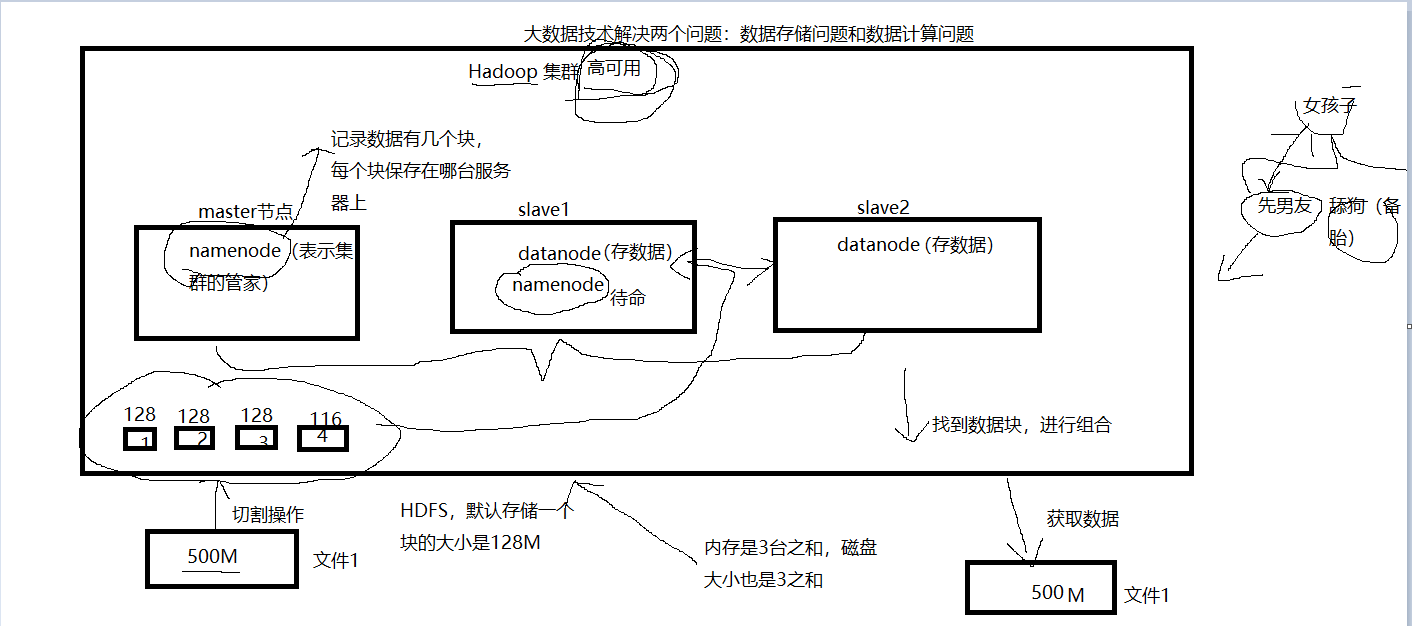 大数据技术解决两个问题：数据存储问题和数据计算问题
Hadoop 集群 高可用
女孩子
记录数据有几个块，
每个块保存在哪台服务
器上
master节点
slave1
slave2
先男友
舔狗（备
胎）
namenode（表示集
群的管家）
datanode（存数据）
namenode
待命
datanode（存数据）
128
128
128
116
1
2
3
4
找到数据块，进行组合
切割操作
HDFS，默认存储一个
块的大小是128M
获取数据
500M
文件1
内存是3台之和，磁盘
大小也是3之和
500 M
文件1